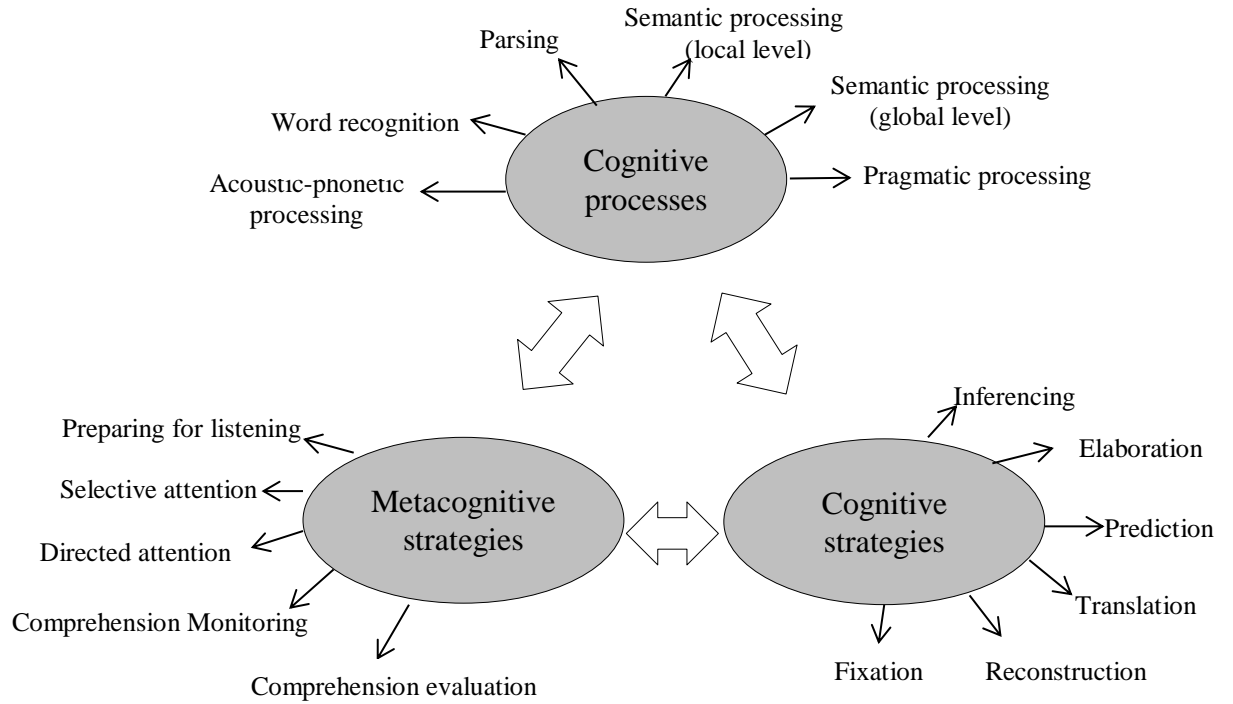 Parsing
Semantic processing
(local level)
Semantic processing
(global level)
Word recognition
Acoustic-phonetic
processing
Cognitive
processes
Pragmatic processing
Preparing for listening
Selective attention
Directed attention
Comprehension Monitoring
Comprehension evaluation
Metacognitive
strategies
Cognitive
strategies
Inferencing
Elaboration
Prediction
Translation
Reconstruction
Fixation